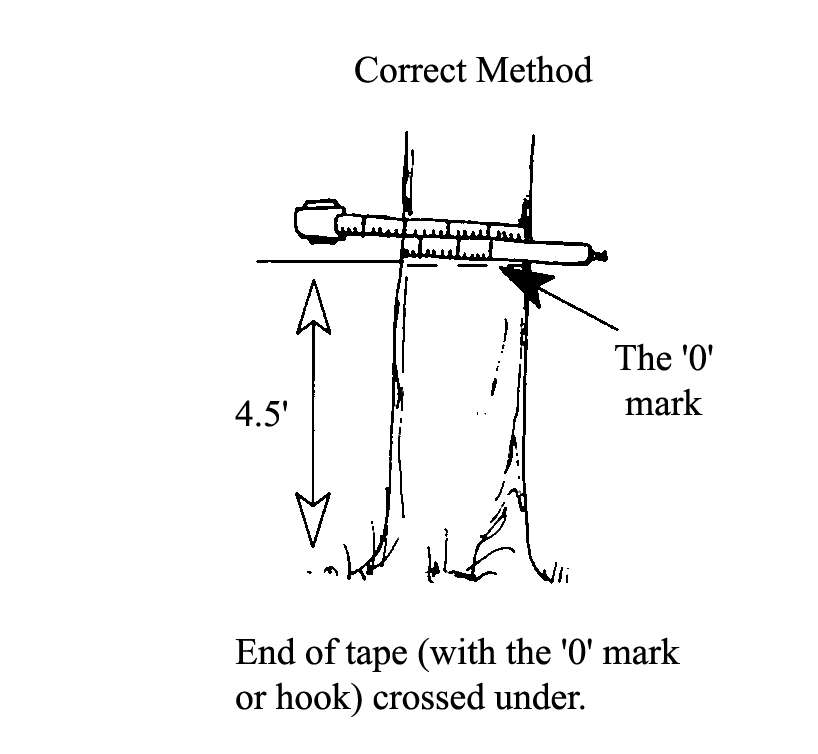 Correct Method
The '0'
mark
4.5'
End of tape (with the '0' mark
or hook) crossed under.